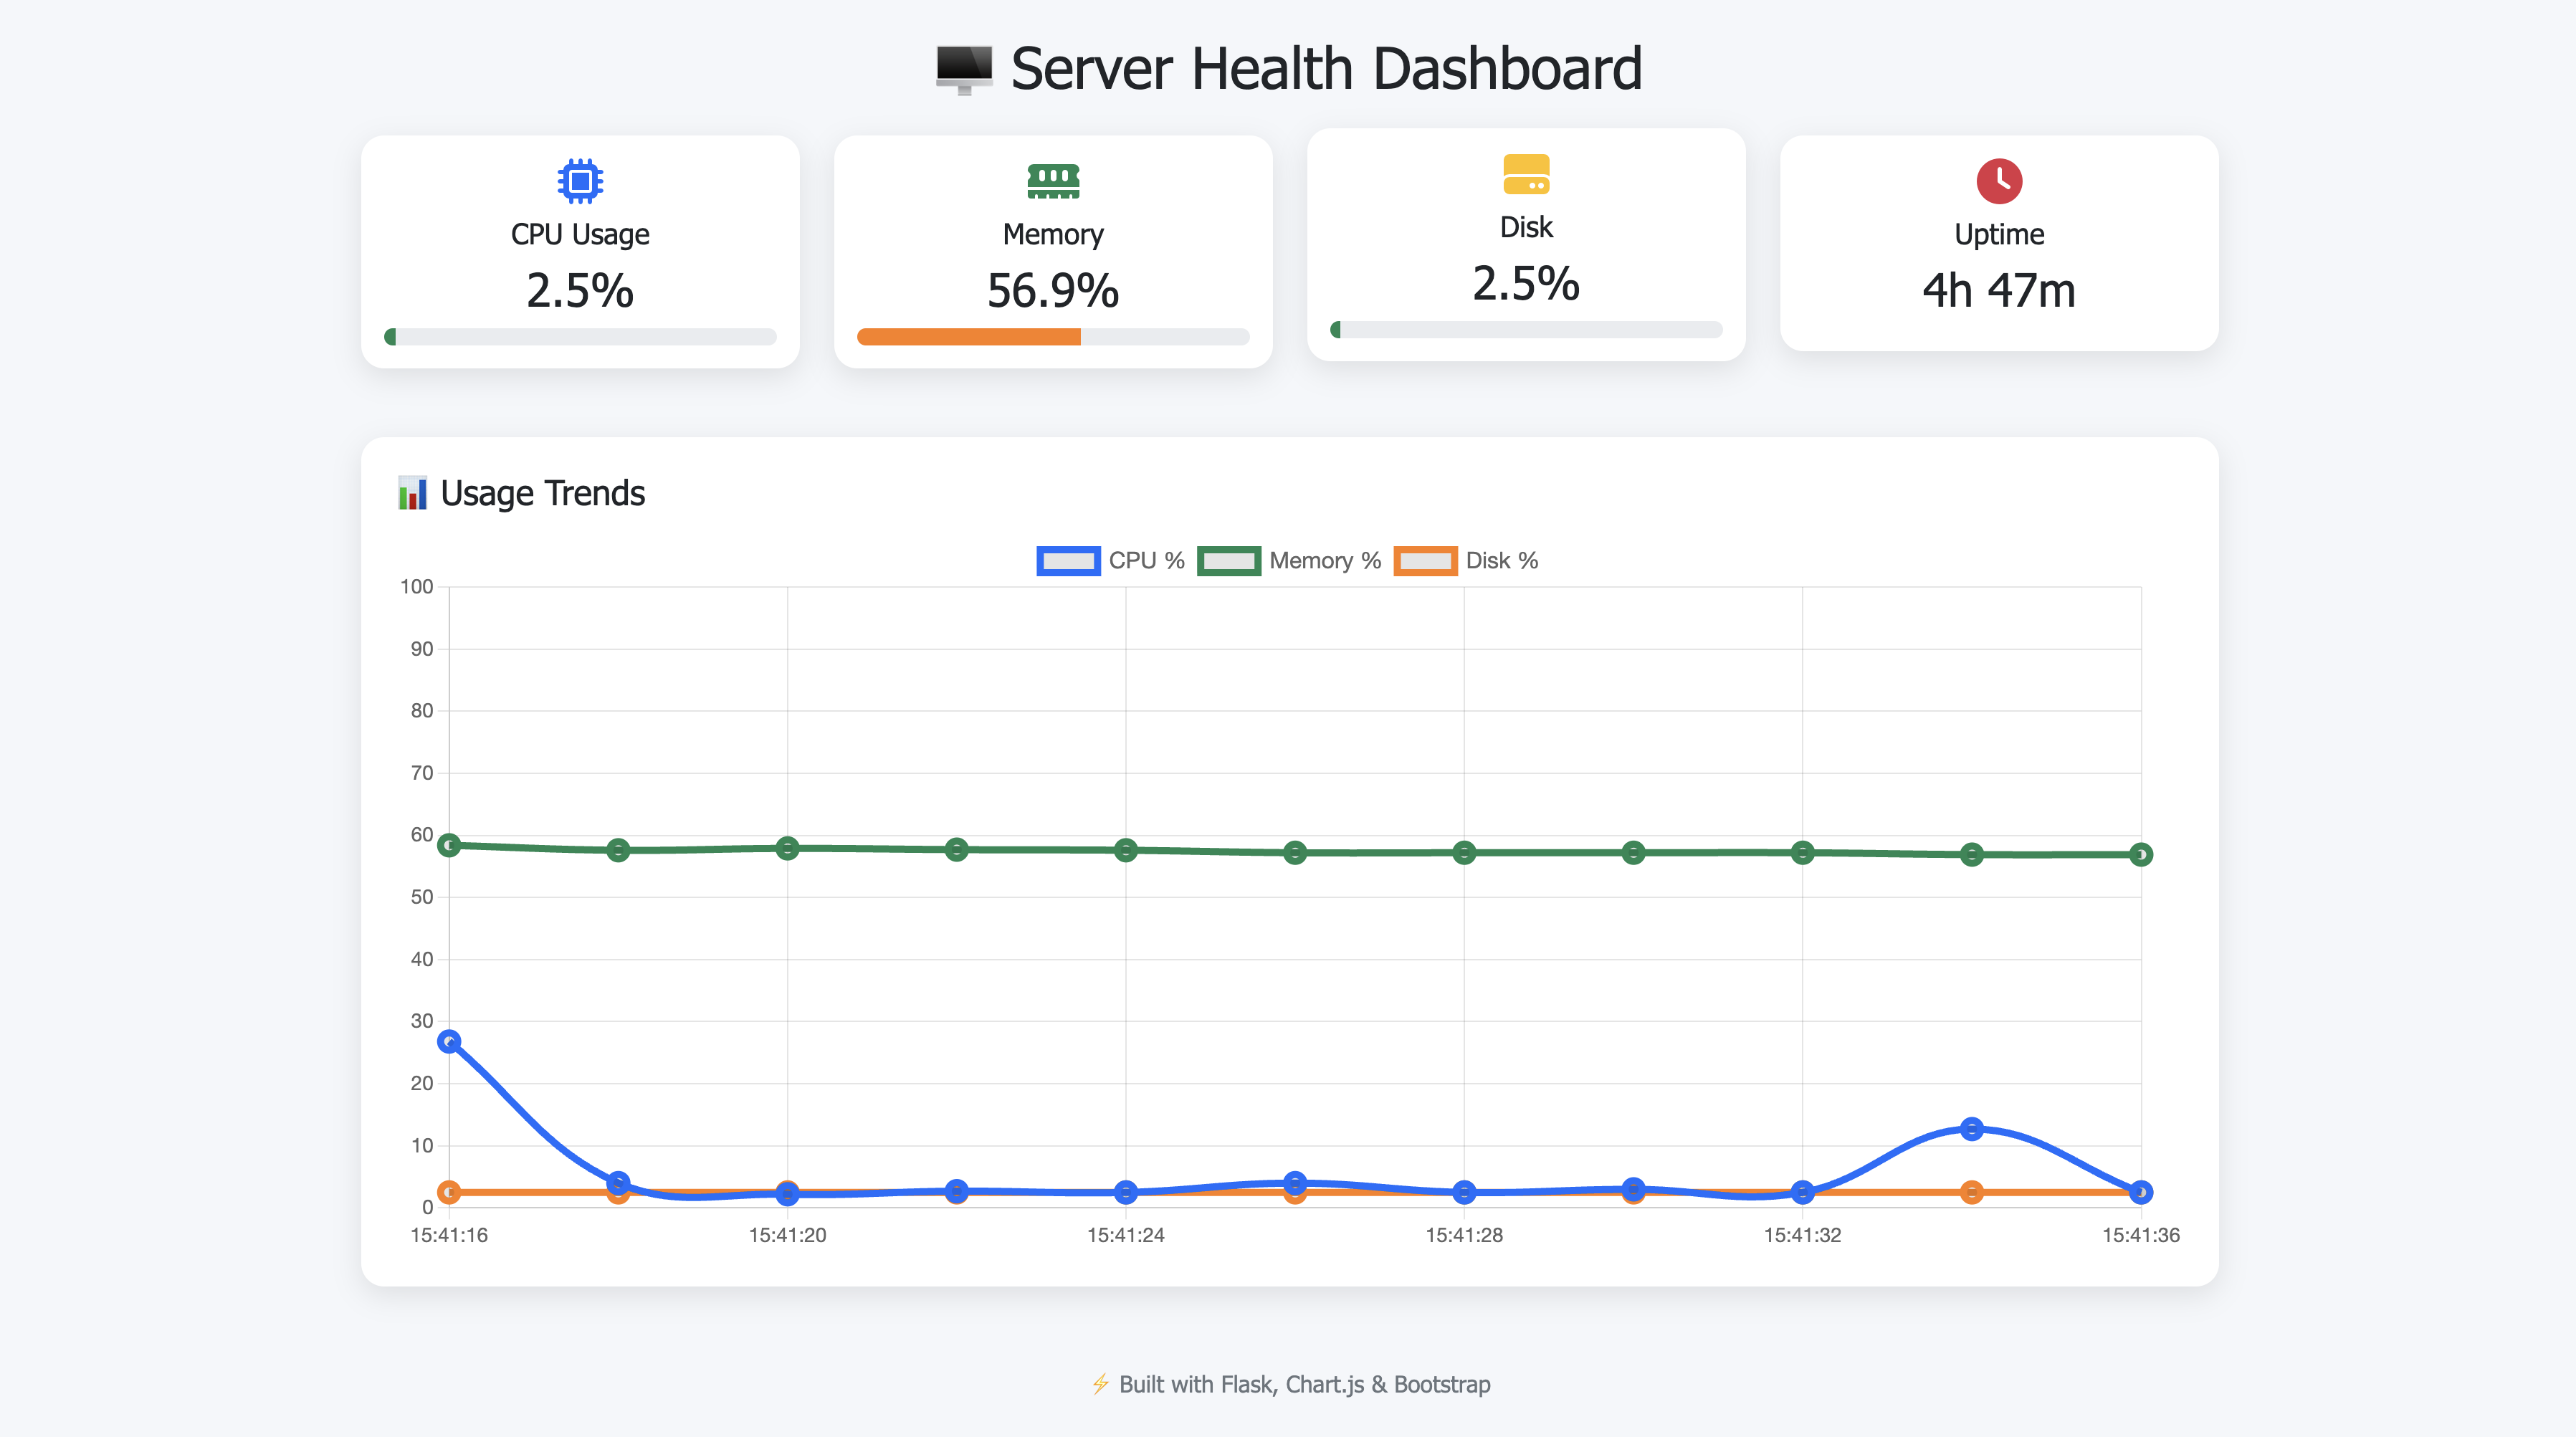 Server Health Dashboard
CPU Usage
2.5%
Memory
56.9%
Disk
2.5%
Uptime
4h 47m
Usage Trends
CPU % Memory % Disk %
100
90
80
70
60
50
40
30
20
10
0
15:41:16 15:41:20 15:41:24 15:41:28 15:41:32 15:41:36
Built with Flask, Chart.js & Bootstrap